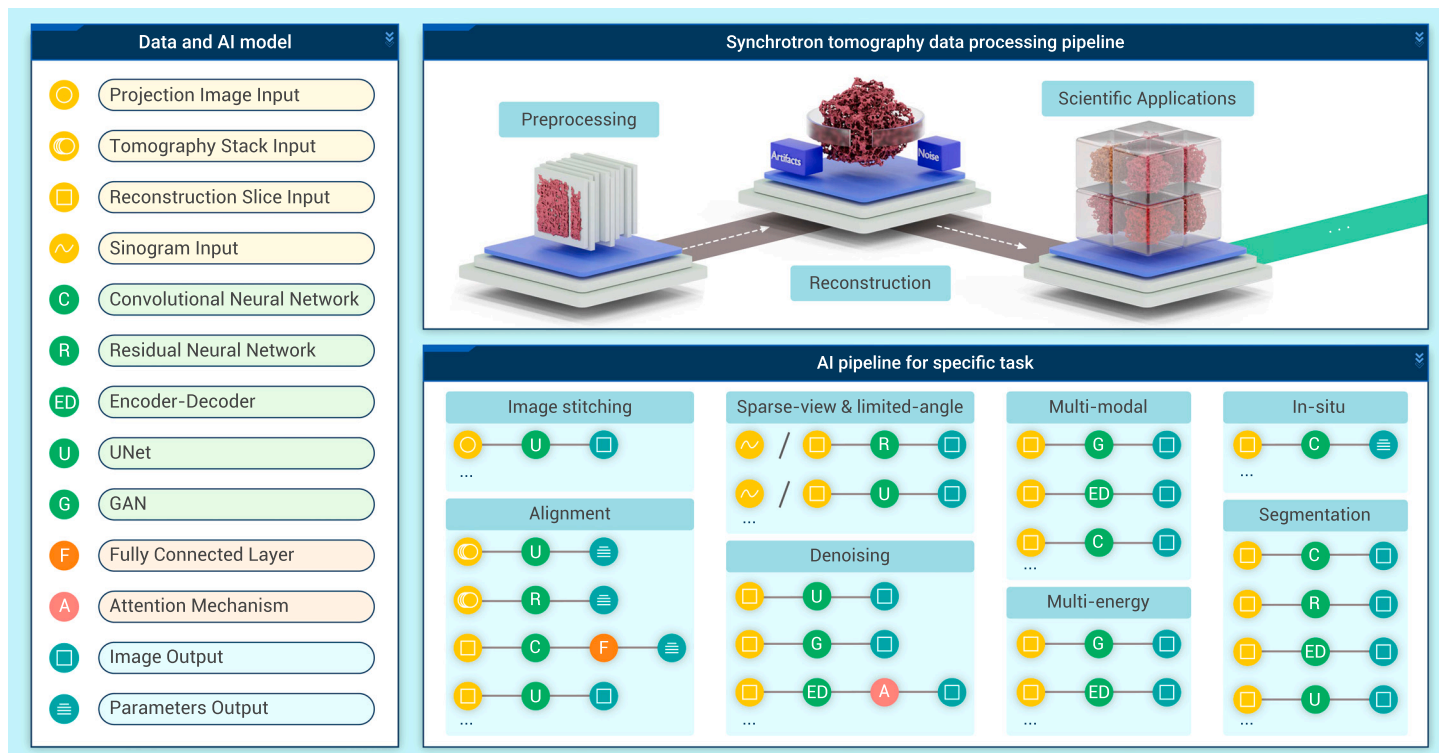 Data and AI model
Projection Image Input
Tomography Stack Input
Reconstruction Slice Input
Sinogram Input
C Convolutional Neural Network
R Residual Neural Network
ED Encoder-Decoder
U UNet
G GAN
F Fully Connected Layer
A Attention Mechanism
Image Output
Parameters Output
Synchrotron tomography data processing pipeline
Preprocessing
Artifacts
Noise
Reconstruction
Scientific Applications
...
AI pipeline for specific task
Image stitching
U
...
Alignment
U
R
C F
U
...
Sparse-view & limited-angle
/ R
/ U
...
Denoising
U
G
ED A
Multi-modal
G
ED
C
...
Multi-energy
G
ED
...
In-situ
C
...
Segmentation
C
R
ED
U
...